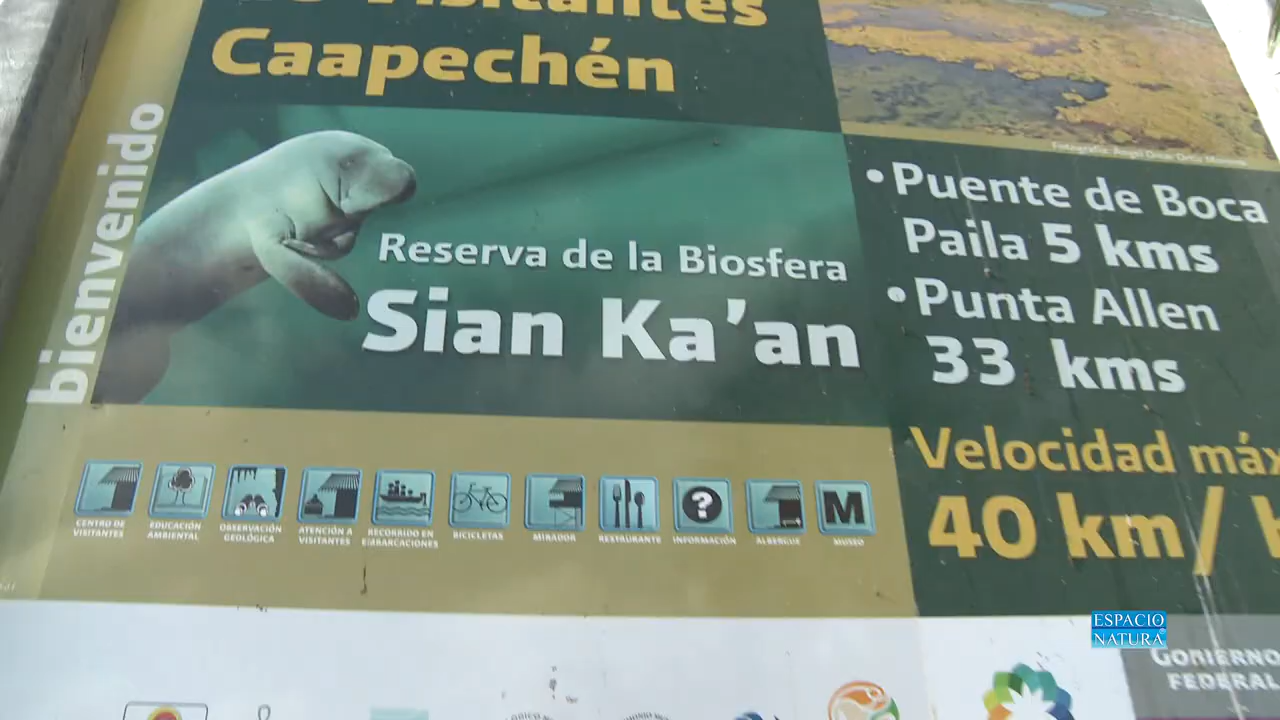 Visitantes
Caapechén
bienvenido
Reserva de la Biosfera
Sian Ka'an
• Puente de Boca
Paila 5 kms
• Punta Allen
33 kms
Velocidad máx
40 km/ h
CENTRO DE
VISITANTES
EDUCACIÓN
AMBIENTAL
OBSERVACIÓN
GEOLÓGICA
ATENCIÓN A
VISITANTES
RECORRIDO EN
EMBARCACIONES
BICICLETAS
MIRADOR
RESTAURANTE
?
INFORMACIÓN
ALBERGUE
M
MUSEO
ESPACIO
NATURA
GOBIERNO
FEDERAL